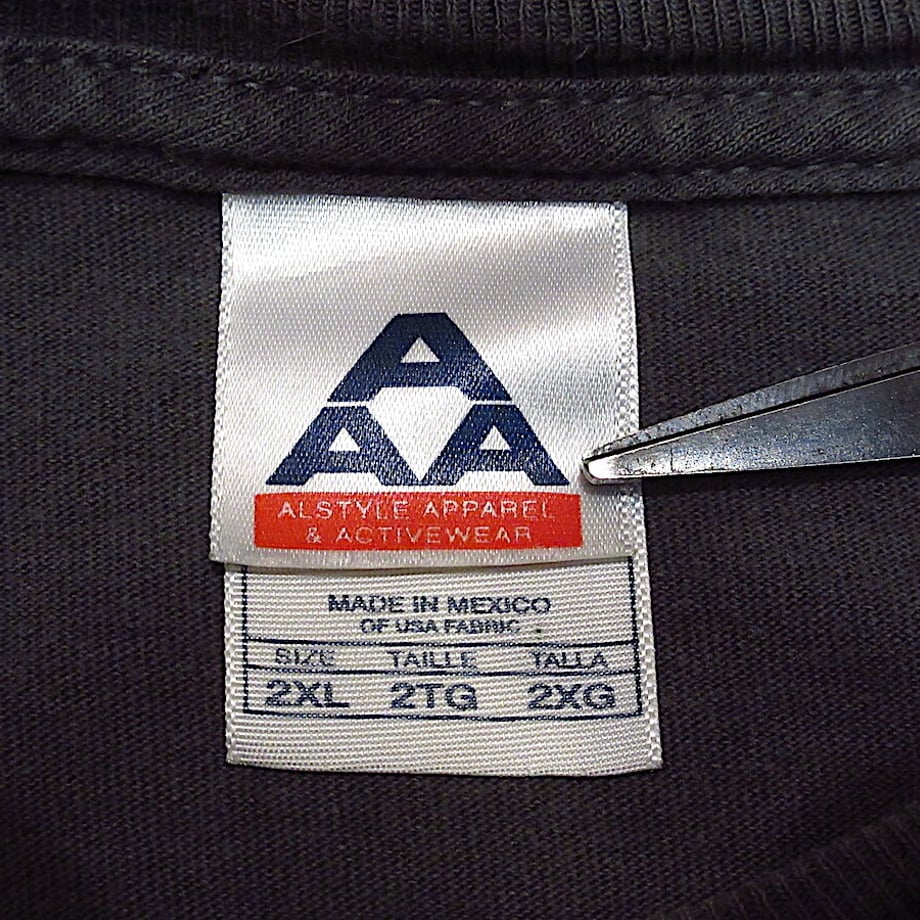 AAA
ALSTYLE APPAREL
& ACTIVEWEAR
MADE IN MEXICO
OF USA FABRIC
SIZE TAILLE TALLA
2XL 2TG 2XG